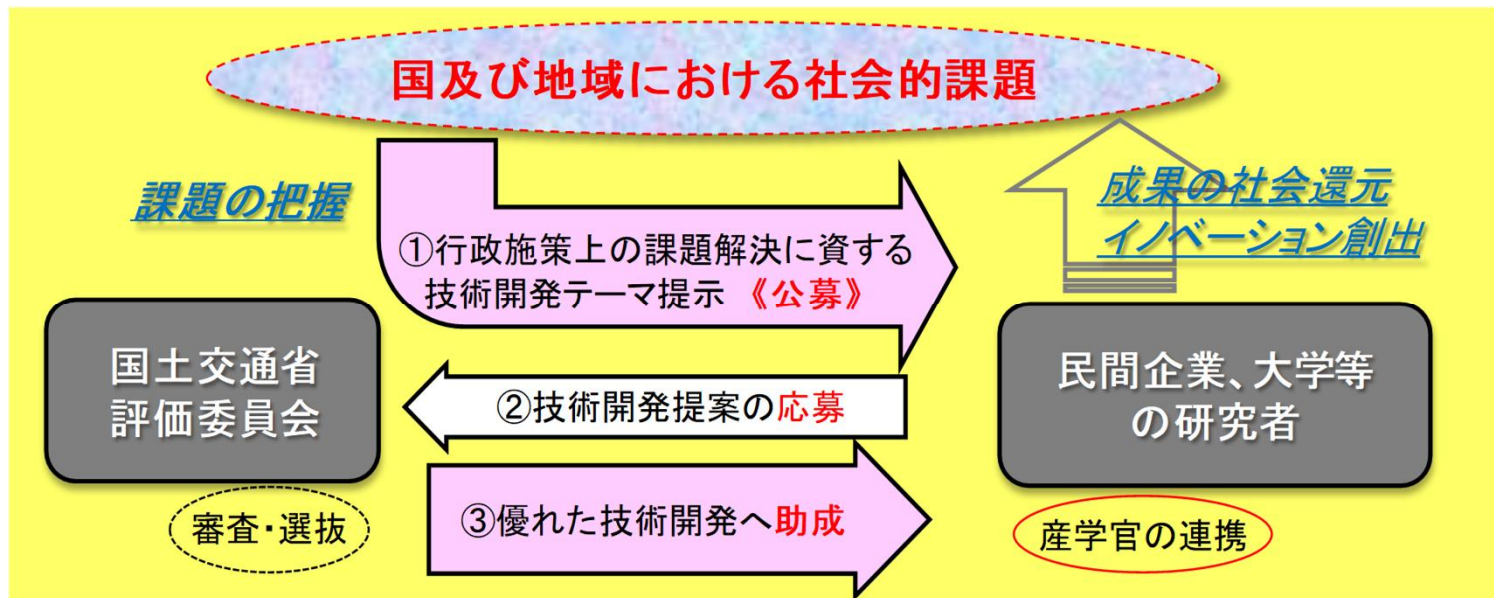 国及び地域における社会的課題
課題の把握
成果の社会還元
イノベーション創出
①行政施策上の課題解決に資する
技術開発テーマ提示 《公募》
国土交通省
評価委員会
民間企業、大学等
の研究者
②技術開発提案の応募
③優れた技術開発へ助成
審査・選抜
産学官の連携